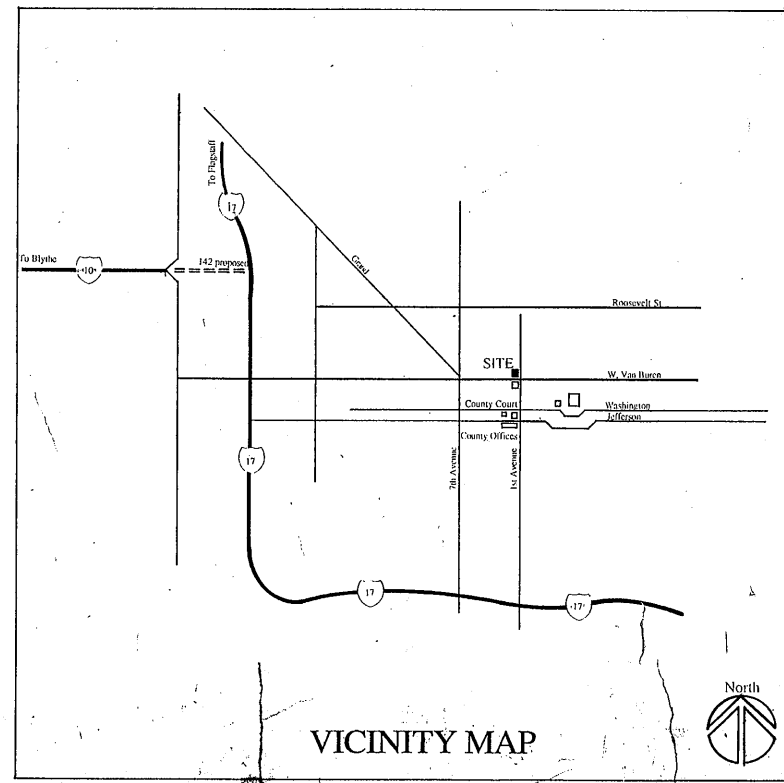 To Flagstaff
17
To Blythe
10
142 proposed
Grand
Roosevelt St
SITE
W. Van Buren
County Court
Washington
Jefferson
County Offices
7th Avenue
1st Avenue
17
17
17
North
VICINITY MAP